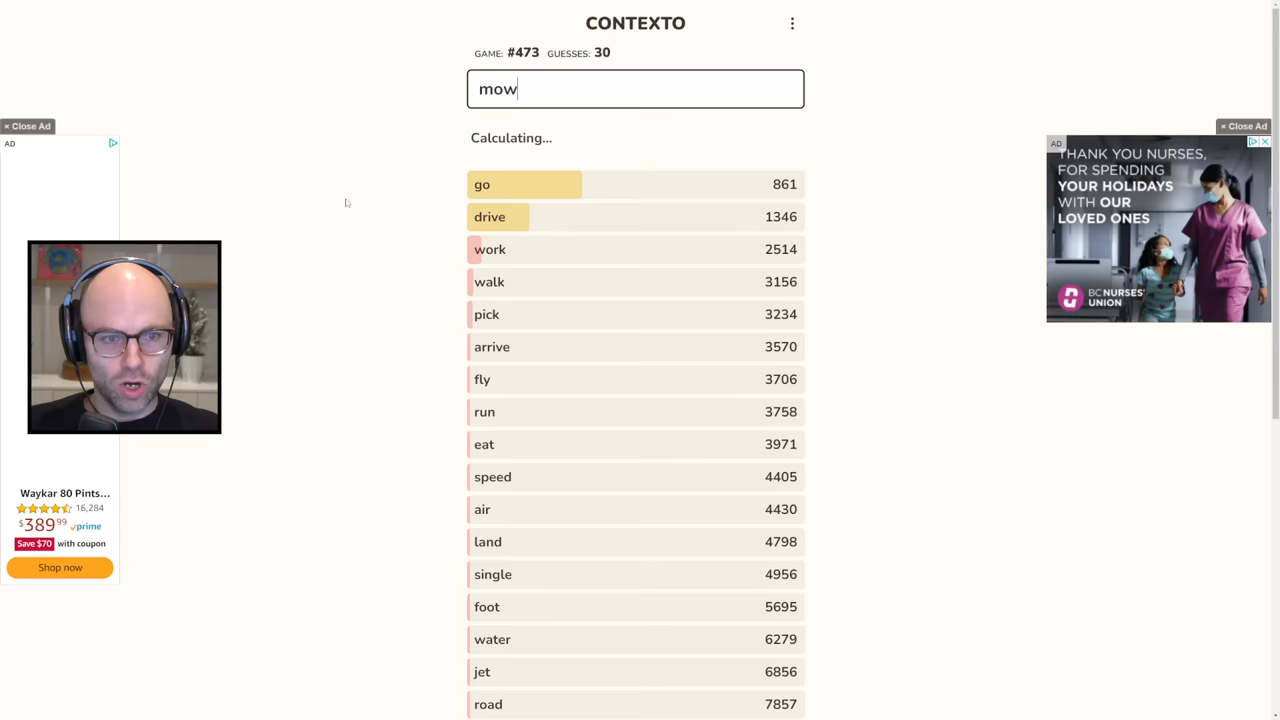 CONTEXTO
GAME: #473 GUESSES: 30
mow
Calculating...
go 861
drive 1346
work 2514
walk 3156
pick 3234
arrive 3570
fly 3706
run 3758
eat 3971
speed 4405
air 4430
land 4798
single 4956
foot 5695
water 6279
jet 6856
road 7857
× Close Ad
AD
Waykar 80 Pints...
16,284
$38999 prime
Save $70 with coupon
Shop now
× Close Ad
AD
THANK YOU NURSES,
FOR SPENDING
YOUR HOLIDAYS
WITH OUR
LOVED ONES
BC NURSES'
UNION